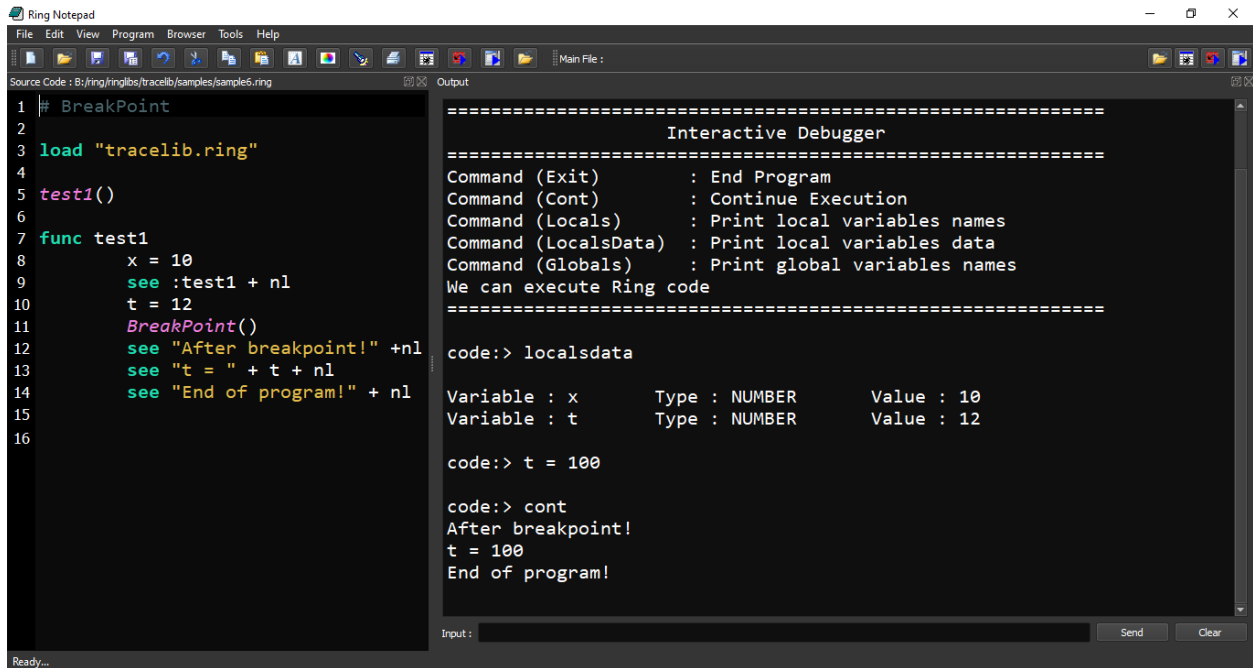 Ring Notepad
File Edit View Program Browser Tools Help
Main File :
Source Code : B:/ring/ringlibs/tracelib/samples/sample6.ring
1 # BreakPoint
2
3 load "tracelib.ring"
4
5 test1()
6
7 func test1
8 x = 10
9 see :test1 + nl
10 t = 12
11 BreakPoint()
12 see "After breakpoint!" +nl
13 see "t = " + t + nl
14 see "End of program!" + nl
15
16
Output
============================================================
Interactive Debugger
============================================================
Command (Exit) : End Program
Command (Cont) : Continue Execution
Command (Locals) : Print local variables names
Command (LocalsData) : Print local variables data
Command (Globals) : Print global variables names
We can execute Ring code
============================================================
code:> localsdata
Variable : x Type : NUMBER Value : 10
Variable : t Type : NUMBER Value : 12
code:> t = 100
code:> cont
After breakpoint!
t = 100
End of program!
Input :
Send Clear
Ready...